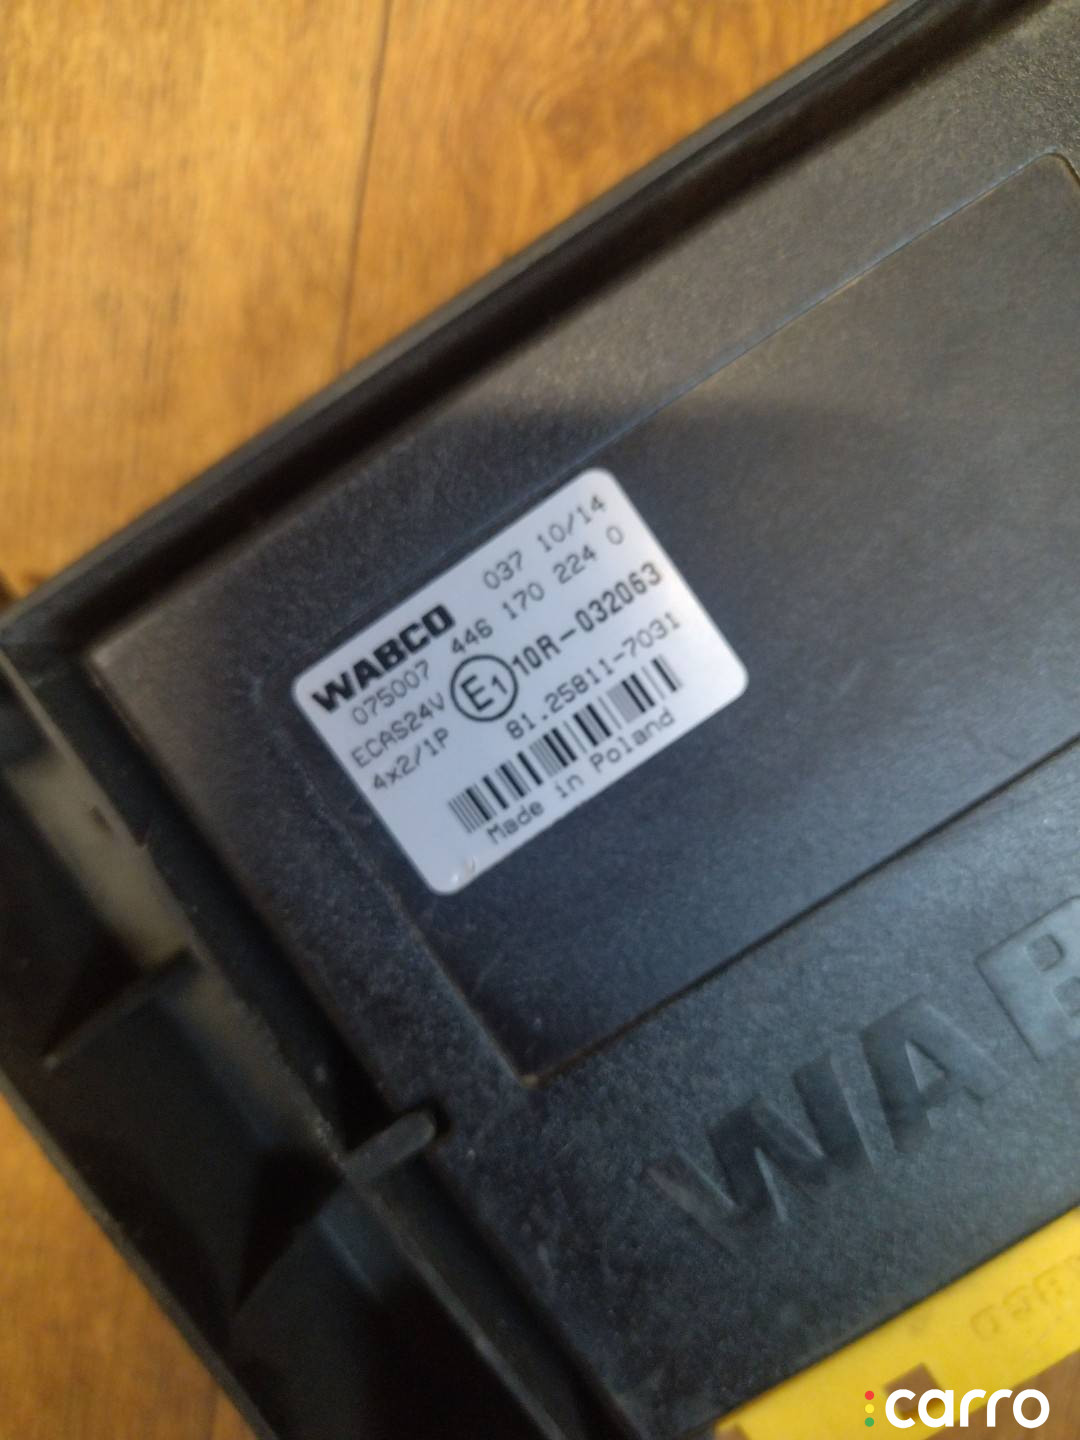 WABCO 037 10/14
075007 446 170 224 0
ECAS24V E1 10R-032063
4x2/1P 81.25811-7031
Made in Poland
WAB
carro